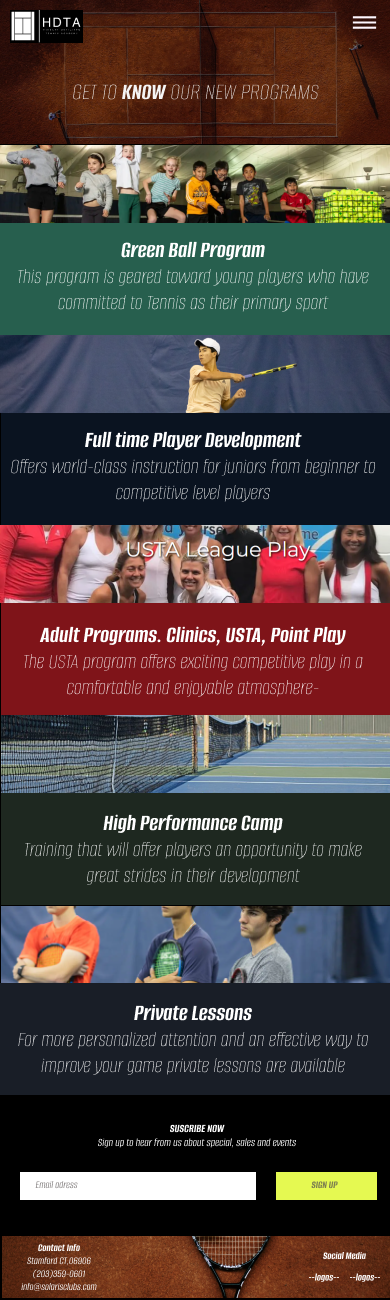 HDTA
GET TO KNOW OUR NEW PROGRAMS
Green Ball Program
This program is geared toward young players who have
committed to Tennis as their primary sport
Full time Player Development
Offers world-class instruction for juniors from beginner to
competitive level players
USTA League Play
Adult Programs. Clinics, USTA, Point Play
The USTA program offers exciting competitive play in a
comfortable and enjoyable atmosphere-
High Performance Camp
Training that will offer players an opportunity to make
great strides in their development
Private Lessons
For more personalized attention and an effective way to
improve your game private lessons are available
SUSCRIBE NOW
Sign up to hear from us about special, sales and events
Email adress
SIGN UP
Contact Info
Stamford CT,06906
(203)359-0601
info@solarisclubs.com
Social Media
--logos-- --logos--